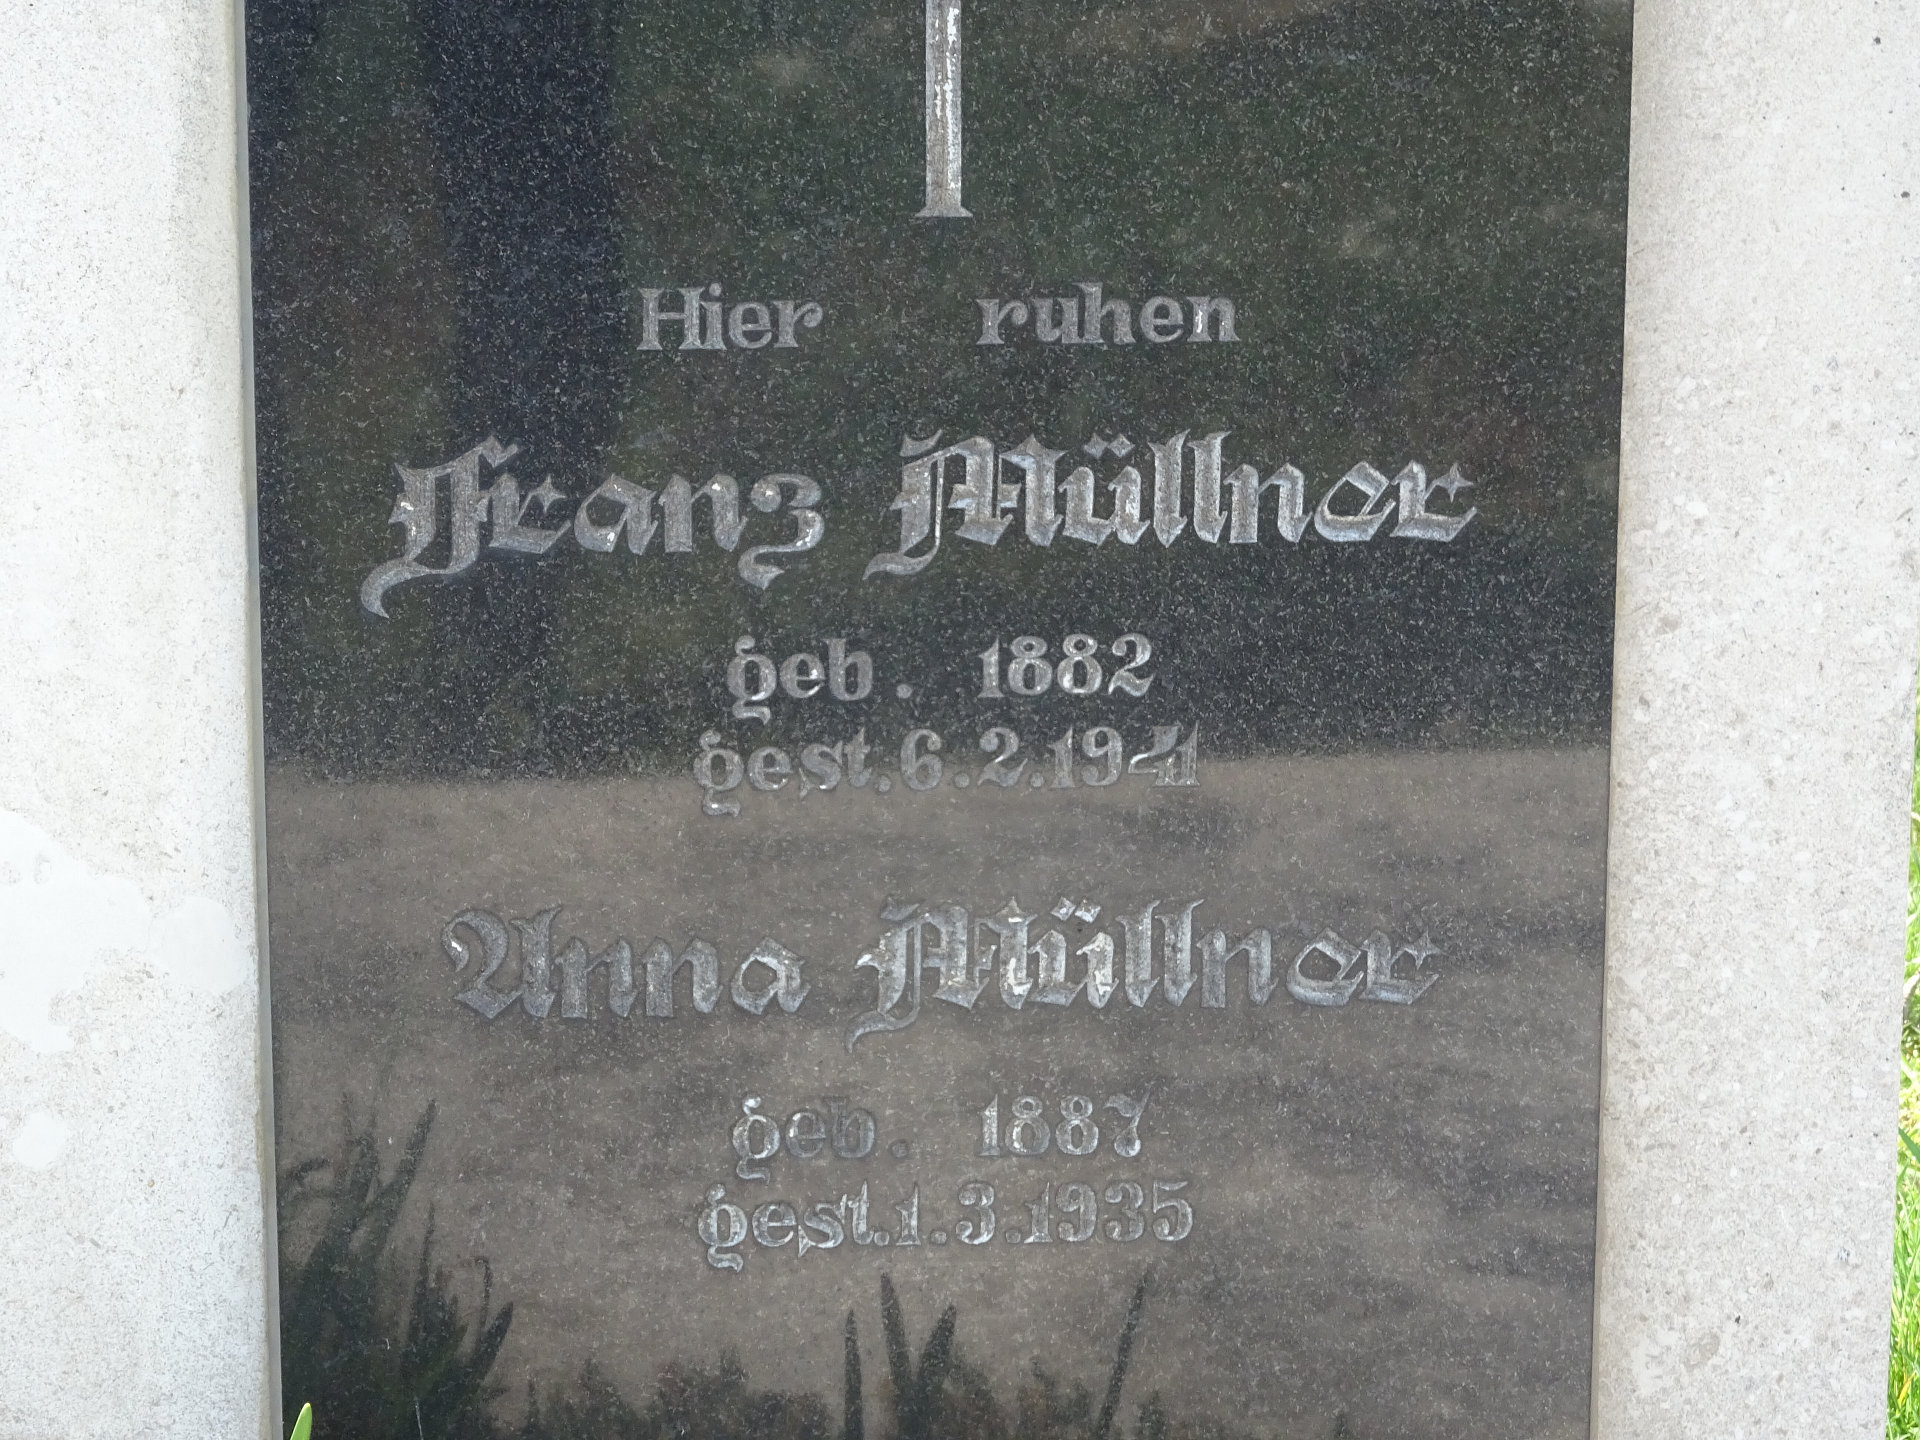 Hier ruhen
Franz Müllner
geb. 1882
gest. 6.2.1941
Anna Müllner
geb. 1887
gest. 1.3.1935